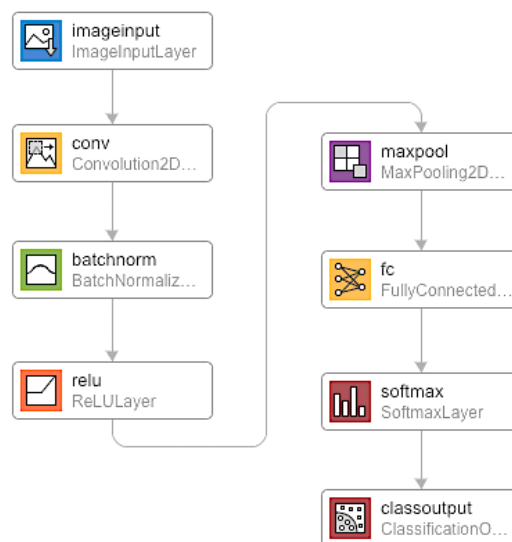 imageinput
ImageInputLayer
conv
Convolution2D...
batchnorm
BatchNormaliz...
relu
ReLULayer
maxpool
MaxPooling2D...
fc
FullyConnected...
softmax
SoftmaxLayer
classoutput
ClassificationO...